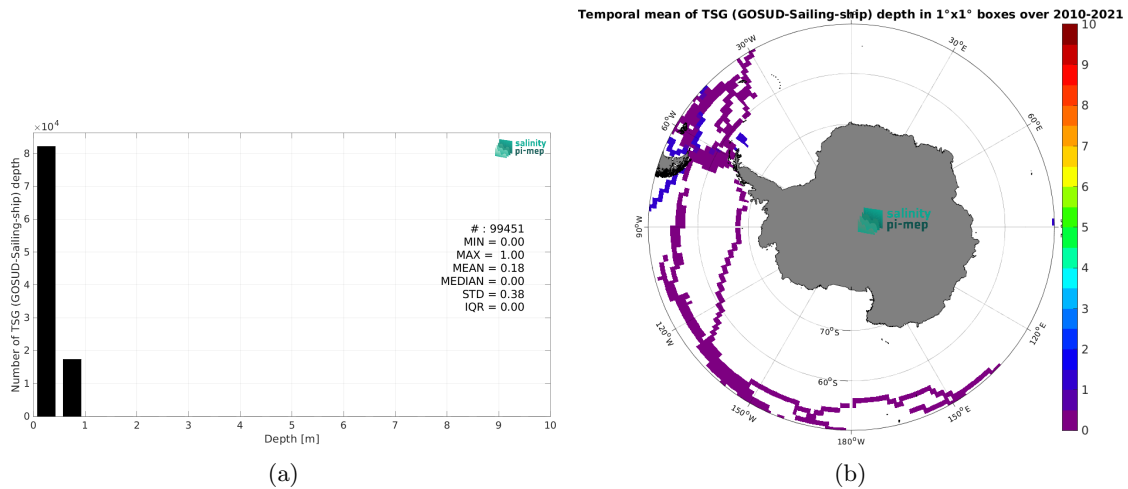 Temporal mean of TSG (GOSUD-Sailing-ship) depth in 1°x1° boxes over 2010-2021
×10⁴
8
7
6
5
4
3
2
1
0
Number of TSG (GOSUD-Sailing-ship) depth
salinity
pi-mep
# : 99451
MIN = 0.00
MAX = 1.00
MEAN = 0.18
MEDIAN = 0.00
STD = 0.38
IQR = 0.00
0 1 2 3 4 5 6 7 8 9 10
Depth [m]
(a)
30°W
30°E
60°W
60°E
90°W
120°W
120°E
150°W
150°E
180°W
70°S
60°S
salinity
pi-mep
10
9
8
7
6
5
4
3
2
1
0
(b)